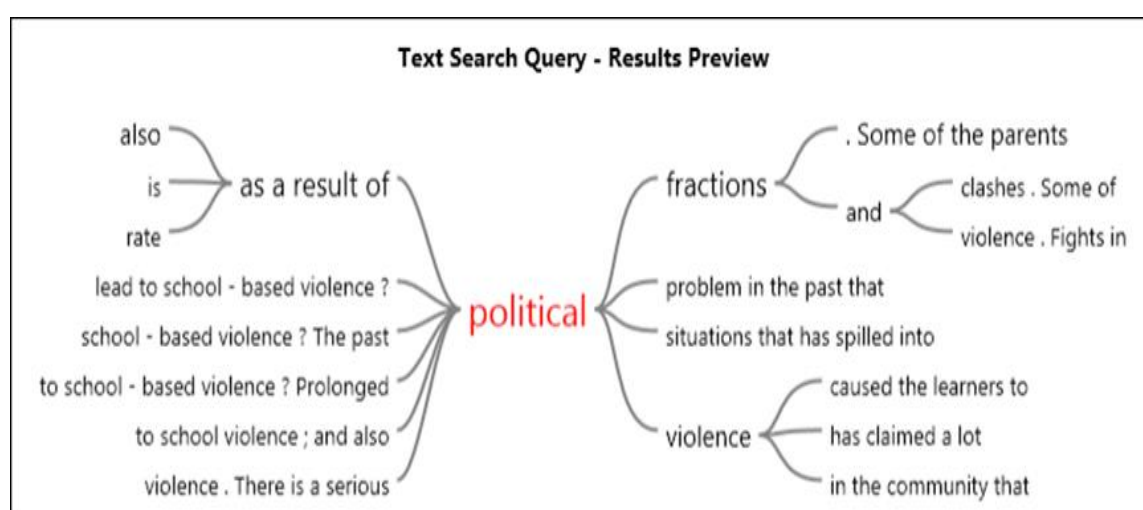 Text Search Query - Results Preview
also
is
rate
as a result of
lead to school - based violence ?
school - based violence ? The past
to school - based violence ? Prolonged
to school violence ; and also
violence . There is a serious
political
fractions
. Some of the parents
and
clashes . Some of
violence . Fights in
problem in the past that
situations that has spilled into
violence
caused the learners to
has claimed a lot
in the community that